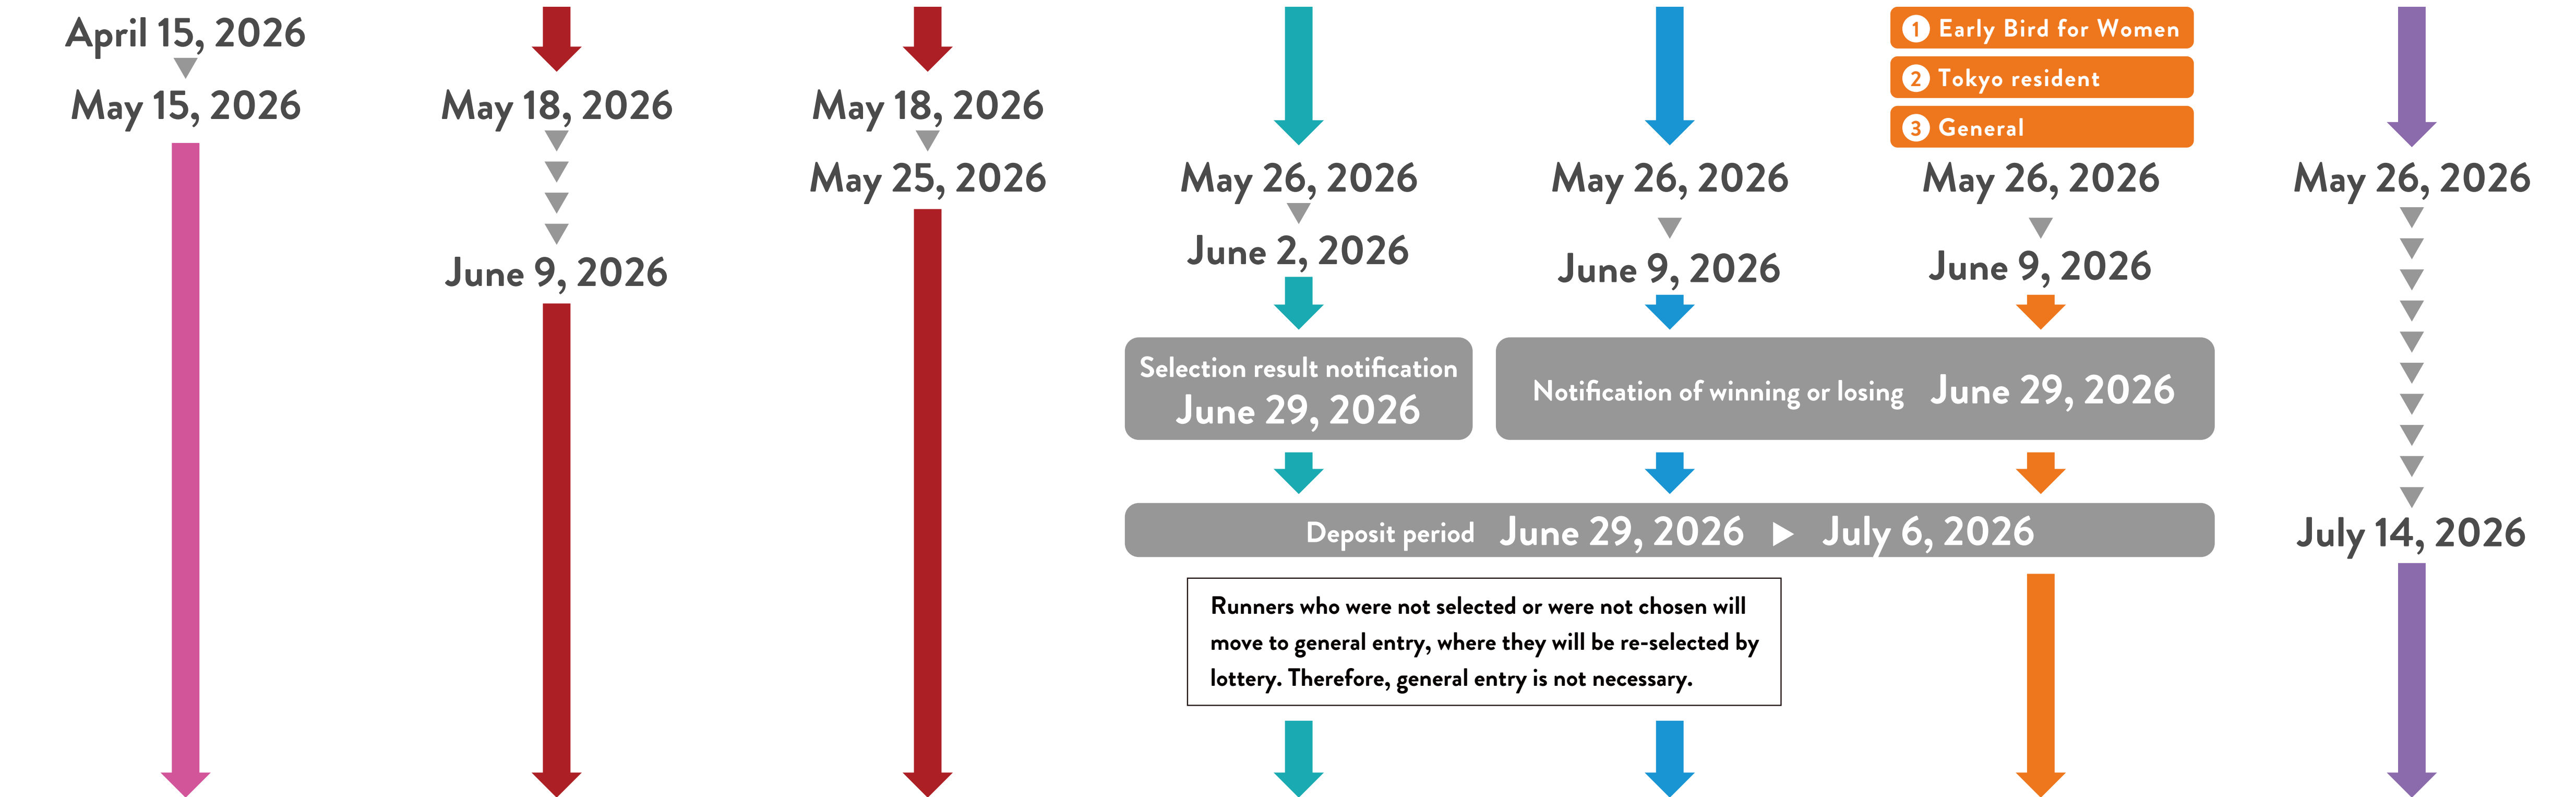 April 15, 2026
May 15, 2026
May 18, 2026
June 9, 2026
May 18, 2026
May 25, 2026
May 26, 2026
June 2, 2026
May 26, 2026
June 9, 2026
1 Early Bird for Women
2 Tokyo resident
3 General
May 26, 2026
June 9, 2026
Selection result notification
June 29, 2026
Notification of winning or losing June 29, 2026
Deposit period June 29, 2026 ▶ July 6, 2026
Runners who were not selected or were not chosen will
move to general entry, where they will be re-selected by
lottery. Therefore, general entry is not necessary.
May 26, 2026
July 14, 2026